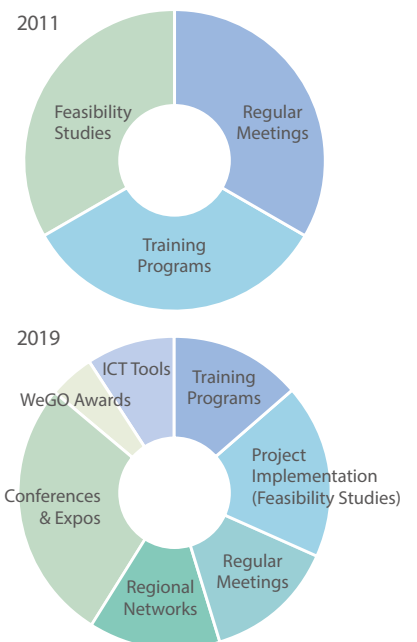 2011
Feasibility
Studies
Regular
Meetings
Training
Programs
2019
ICT Tools
Training
Programs
WeGO Awards
Project
Implementation
(Feasibility Studies)
Conferences
& Expos
Regular
Meetings
Regional
Networks